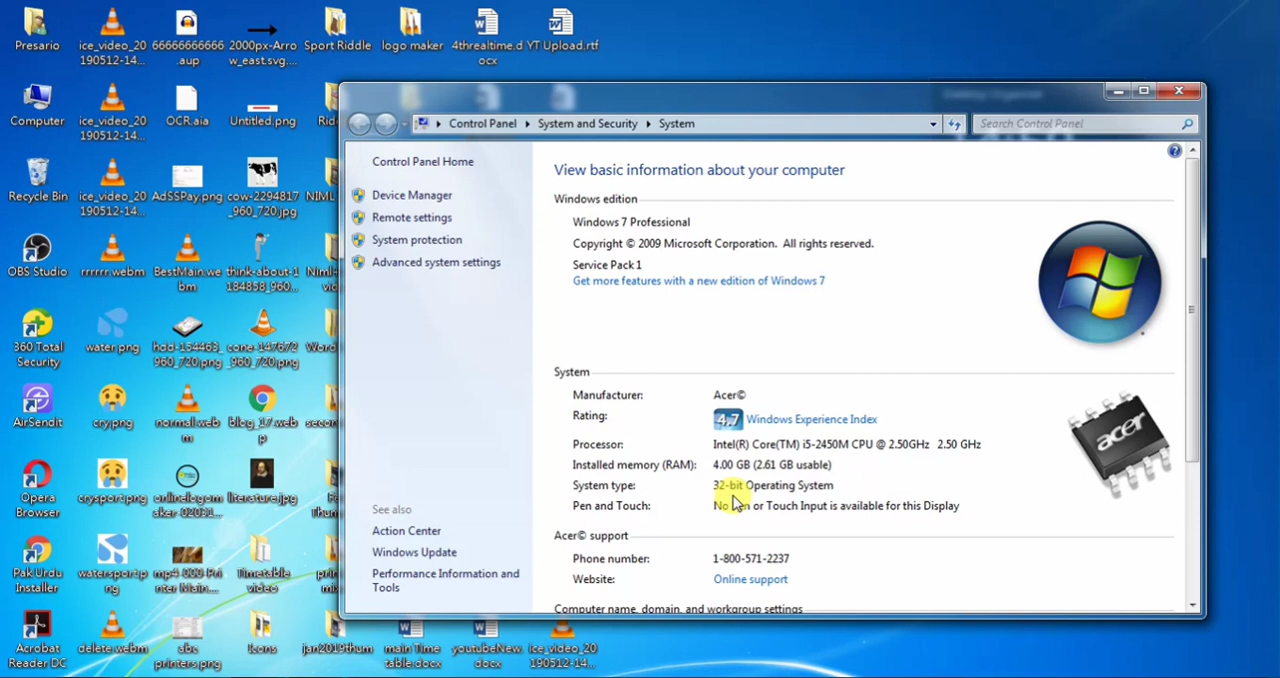 Presario
ice_video_20190512-14...
66666666666.aup
2000px-Arrow_east.svg....
Sport Riddle
logo maker
4threaltime.docx
YT Upload.rtf
Computer
ice_video_20190512-14...
OCR.aia
Untitled.png
Recycle Bin
ice_video_20190512-14...
AdSSPay.png
cow-2294817_960_720.jpg
OBS Studio
rrrrrr.webm
BestMain.webm
think-about-1184858_960...
360 Total Security
water.png
hdd-154463_960_720.png
cone-147672_960_720.png
AirSendit
cry.png
normal.webm
blog_17.webp
Opera Browser
crysport.png
onlinelogomaker-02031...
literature.jpg
Pak Urdu Installer
watersport.png
Timetable video
Acrobat Reader DC
delete.webm
abc printers.png
Icons
jan2019thum
main Time table.docx
youtubeNew.docx
ice_video_20190512-14...
Control Panel
System and Security
System
Search Control Panel
Control Panel Home
Device Manager
Remote settings
System protection
Advanced system settings
See also
Action Center
Windows Update
Performance Information and Tools
View basic information about your computer
Windows edition
Windows 7 Professional
Copyright © 2009 Microsoft Corporation. All rights reserved.
Service Pack 1
Get more features with a new edition of Windows 7
System
Manufacturer: Acer©
Rating: 4.7 Windows Experience Index
Processor: Intel(R) Core(TM) i5-2450M CPU @ 2.50GHz 2.50 GHz
Installed memory (RAM): 4.00 GB (2.61 GB usable)
System type: 32-bit Operating System
Pen and Touch: No Pen or Touch Input is available for this Display
acer
Acer© support
Phone number: 1-800-571-2237
Website: Online support
Computer name, domain, and workgroup settings